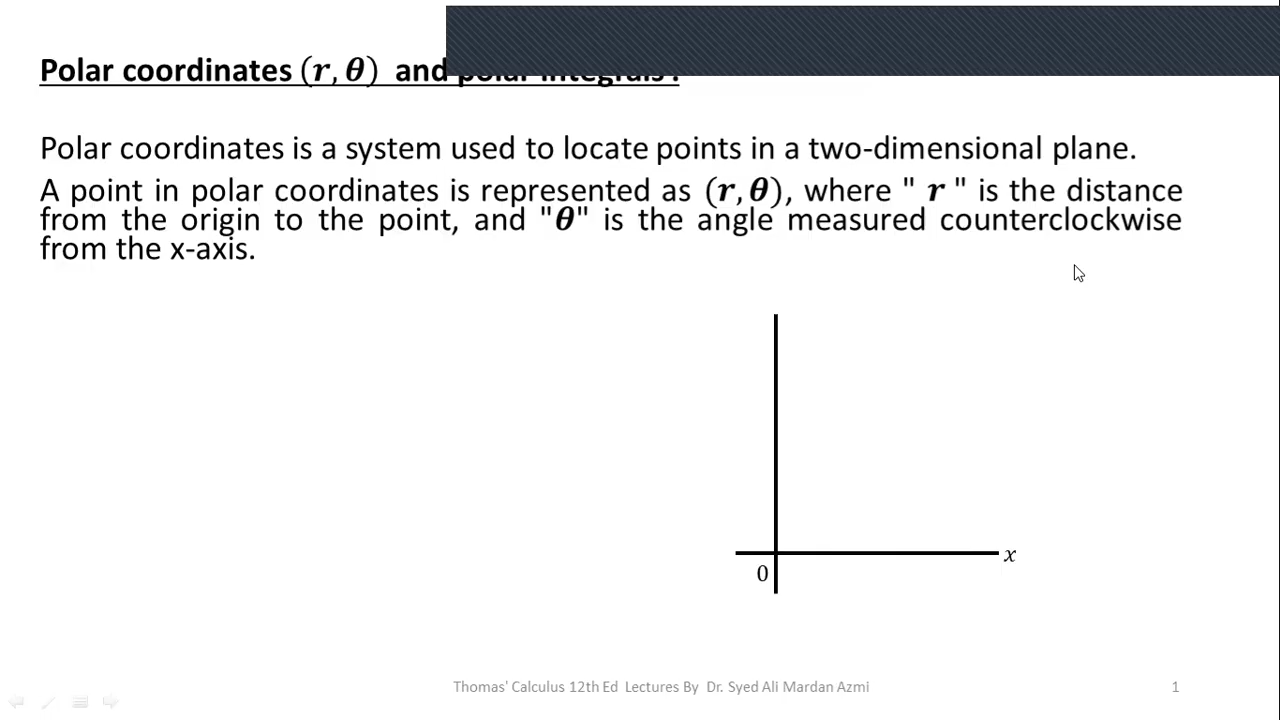 Polar coordinates (r, θ) and polar integrals:
Polar coordinates is a system used to locate points in a two-dimensional plane.
A point in polar coordinates is represented as (r, θ), where " r " is the distance
from the origin to the point, and "θ" is the angle measured counterclockwise
from the x-axis.
x
0
Thomas' Calculus 12th Ed Lectures By Dr. Syed Ali Mardan Azmi
1